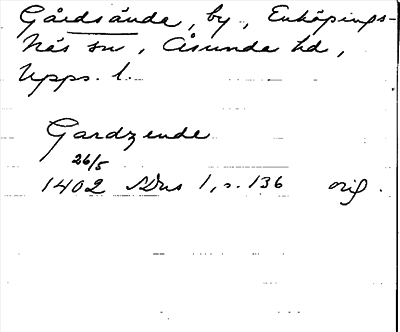 Gårdsände, by, Enköpings-
Näs sn, Åsunda hd,
Upps. l.
Gardzende
26/5
1402 SDns 1, s. 136 orig.